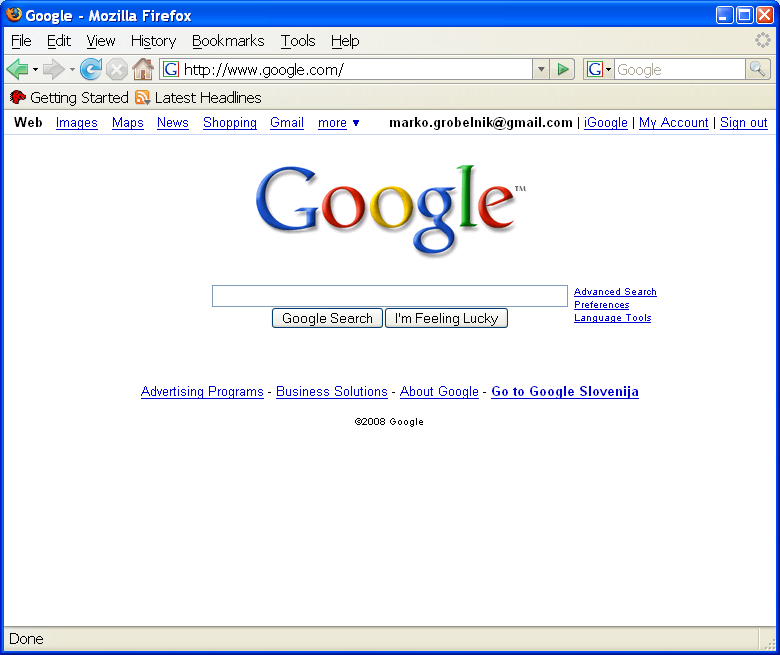 Google - Mozilla Firefox
File Edit View History Bookmarks Tools Help
G http://www.google.com/ G Google
Getting Started Latest Headlines
Web Images Maps News Shopping Gmail more ▼ marko.grobelnik@gmail.com | iGoogle | My Account | Sign out
Google™
Advanced Search
Preferences
Google Search I'm Feeling Lucky Language Tools
Advertising Programs - Business Solutions - About Google - Go to Google Slovenija
©2008 Google
Done